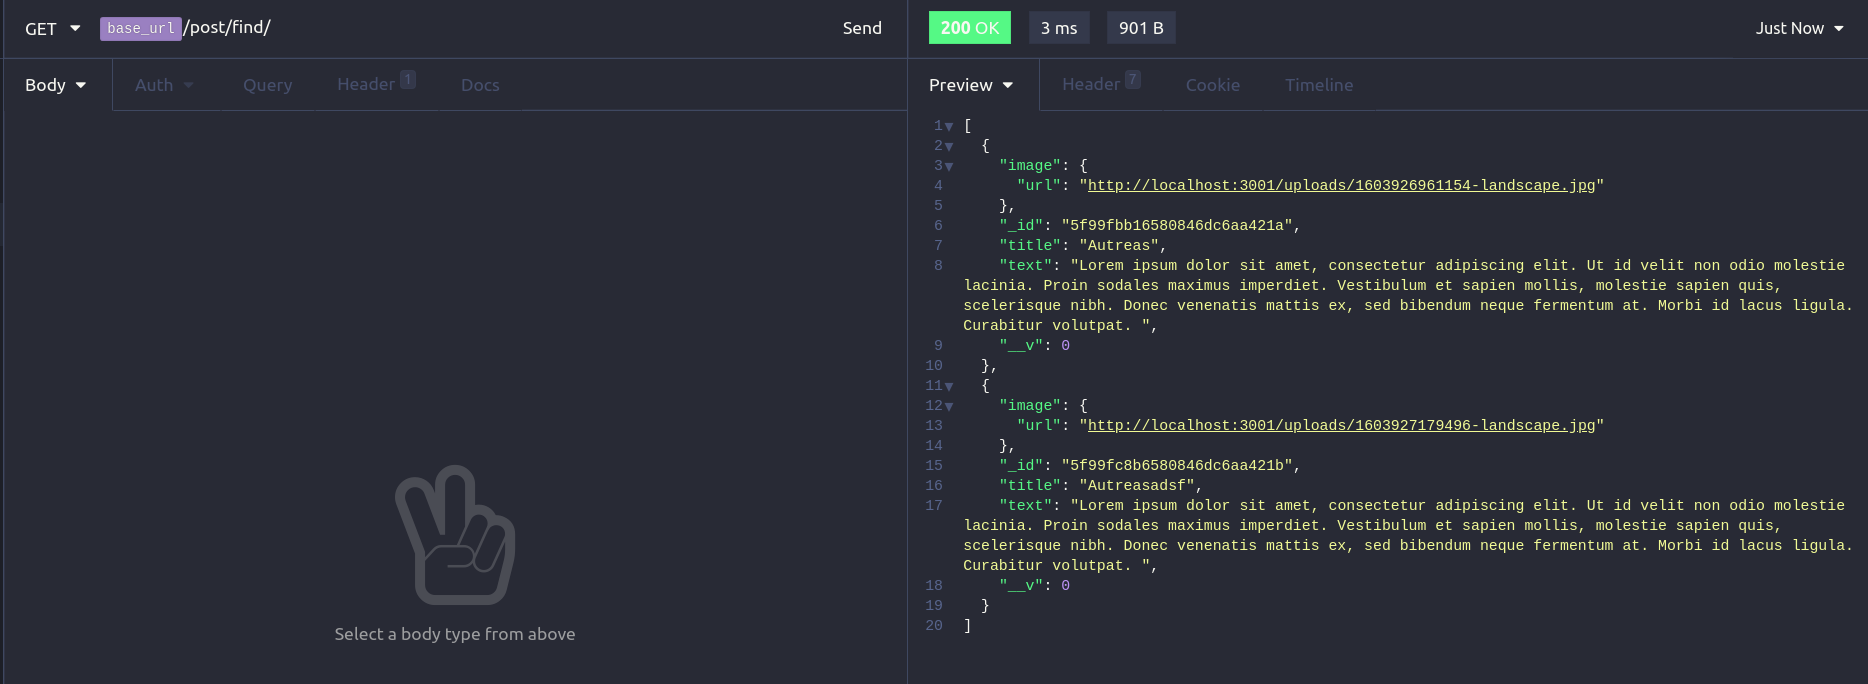 GET base_url/post/find/ Send
200 OK 3 ms 901 B Just Now
Body Auth Query Header 1 Docs
Preview Header 7 Cookie Timeline
1 [
2 {
3 "image": {
4 "url": "http://localhost:3001/uploads/1603926961154-landscape.jpg"
5 },
6 "_id": "5f99fbb16580846dc6aa421a",
7 "title": "Autreas",
8 "text": "Lorem ipsum dolor sit amet, consectetur adipiscing elit. Ut id velit non odio molestie
lacinia. Proin sodales maximus imperdiet. Vestibulum et sapien mollis, molestie sapien quis,
scelerisque nibh. Donec venenatis mattis ex, sed bibendum neque fermentum at. Morbi id lacus ligula.
Curabitur volutpat. ",
9 "__v": 0
10 },
11 {
12 "image": {
13 "url": "http://localhost:3001/uploads/1603927179496-landscape.jpg"
14 },
15 "_id": "5f99fc8b6580846dc6aa421b",
16 "title": "Autreasadsf",
17 "text": "Lorem ipsum dolor sit amet, consectetur adipiscing elit. Ut id velit non odio molestie
lacinia. Proin sodales maximus imperdiet. Vestibulum et sapien mollis, molestie sapien quis,
scelerisque nibh. Donec venenatis mattis ex, sed bibendum neque fermentum at. Morbi id lacus ligula.
Curabitur volutpat. ",
18 "__v": 0
19 }
20 ]
Select a body type from above